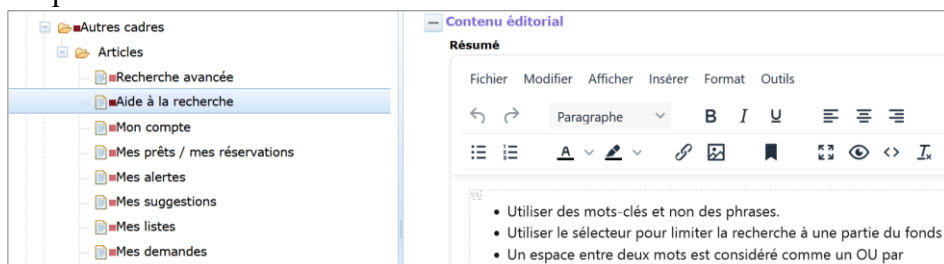 Autres cadres
Articles
Recherche avancée
Aide à la recherche
Mon compte
Mes prêts / mes réservations
Mes alertes
Mes suggestions
Mes listes
Mes demandes
Contenu éditorial
Résumé
Fichier Modifier Afficher Insérer Format Outils
Paragraphe B I U
A
• Utiliser des mots-clés et non des phrases.
• Utiliser le sélecteur pour limiter la recherche à une partie du fonds
• Un espace entre deux mots est considéré comme un OU par